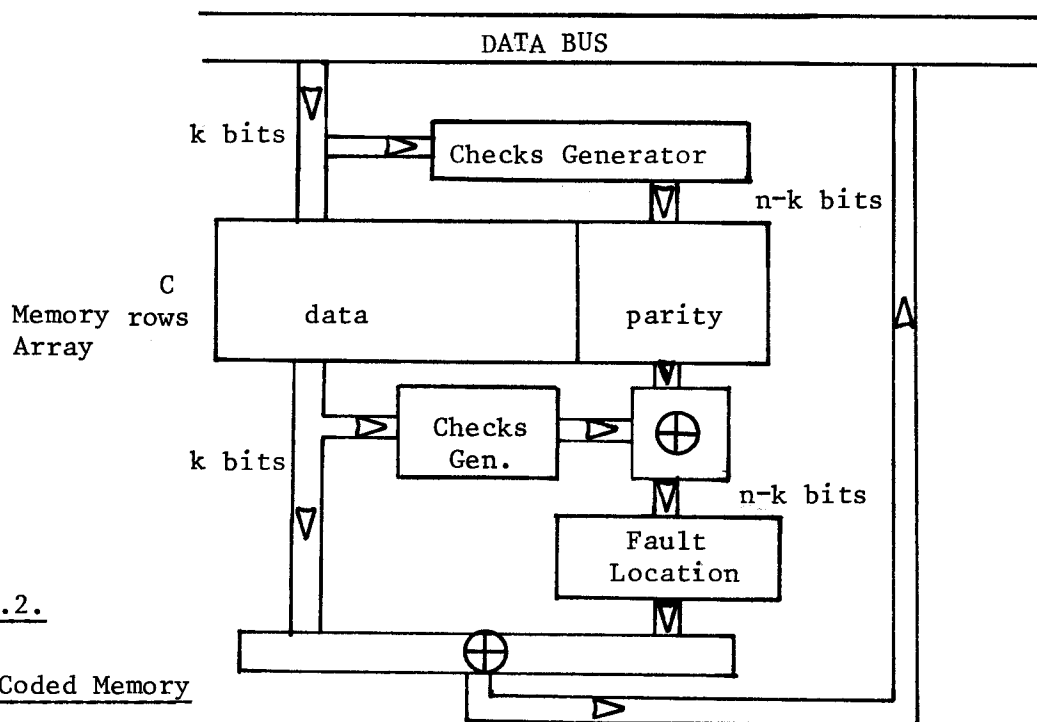 DATA BUS
k bits
Checks Generator
n-k bits
C
Memory rows
Array
data
parity
Checks
Gen.
k bits
n-k bits
Fault
Location
.2.
Coded Memory